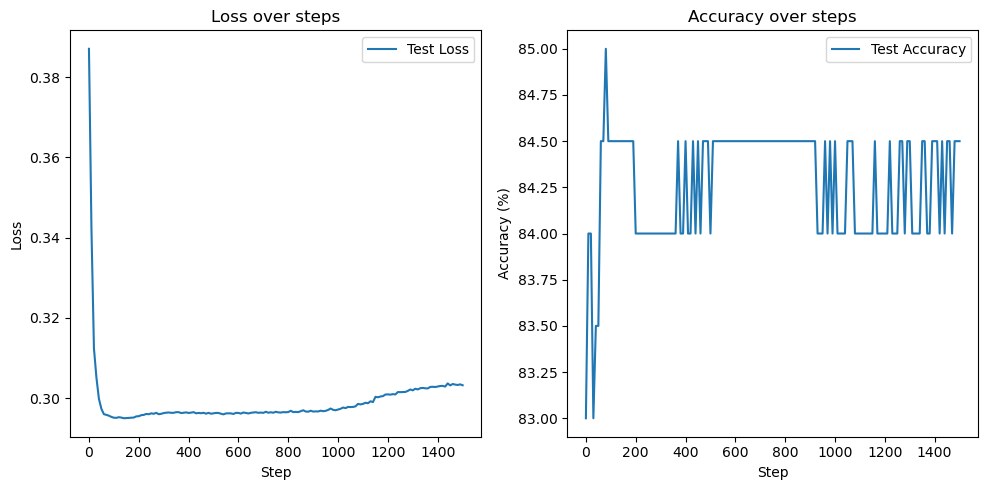 Loss over steps
Test Loss
0.38
0.36
0.34
0.32
0.30
Loss
0 200 400 600 800 1000 1200 1400
Step
Accuracy over steps
Test Accuracy
85.00
84.75
84.50
84.25
84.00
83.75
83.50
83.25
83.00
Accuracy (%)
0 200 400 600 800 1000 1200 1400
Step